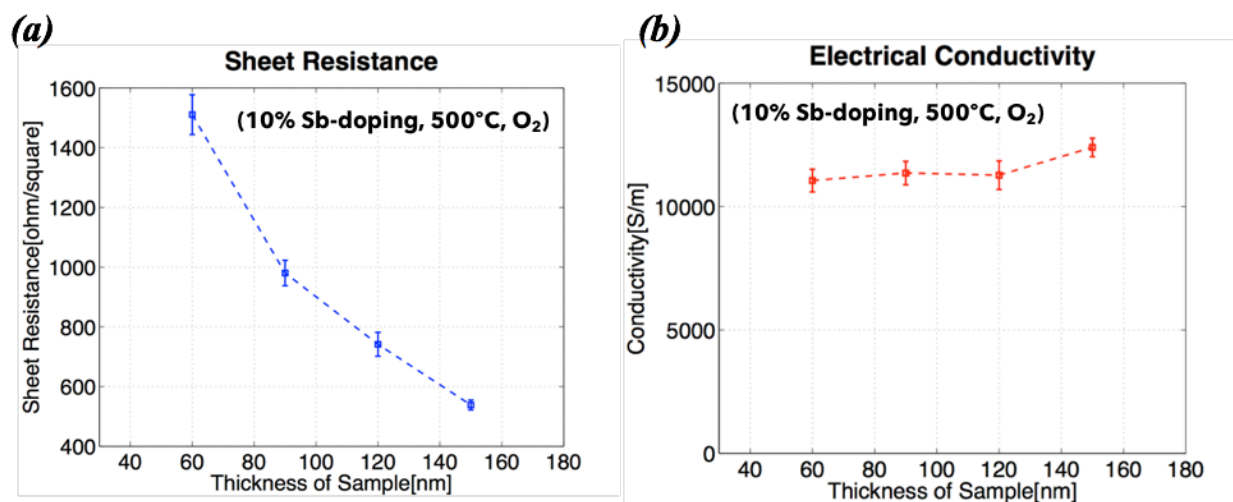 (a)
Sheet Resistance
(10% Sb-doping, 500°C, O₂)
Sheet Resistance[ohm/square]
1600
1400
1200
1000
800
600
400
40 60 80 100 120 140 160 180
Thickness of Sample[nm]
(b)
Electrical Conductivity
(10% Sb-doping, 500°C, O₂)
Conductivity[S/m]
15000
10000
5000
0
40 60 80 100 120 140 160 180
Thickness of Sample[nm]